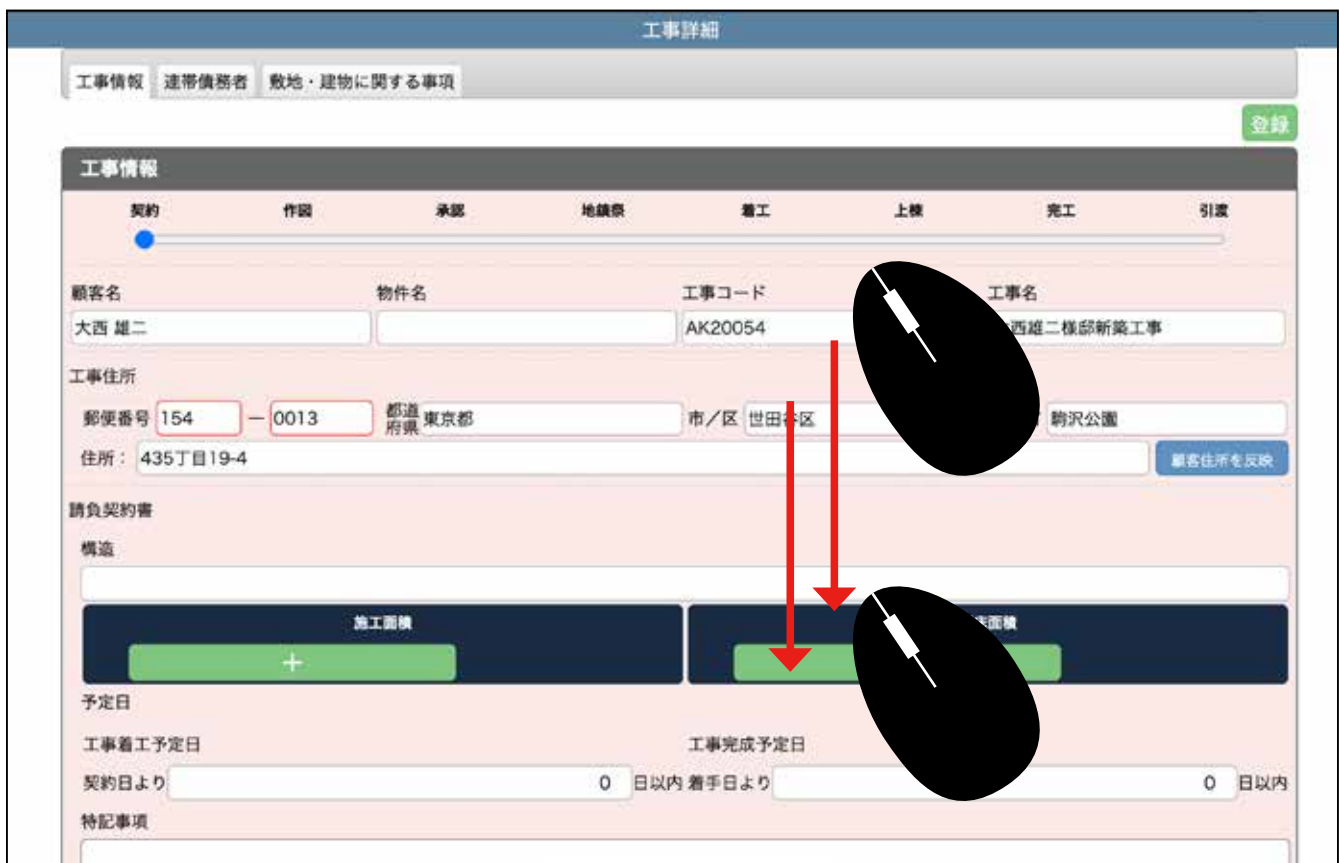 工事詳細
工事情報 連帯債務者 敷地・建物に関する事項
登録
工事情報
契約 作図 承認 地鎮祭 着工 上棟 完工 引渡
顧客名 物件名 工事コード 工事名
大西 雄二 AK20054 西雄二様邸新築工事
工事住所
郵便番号 154 － 0013 都道府県 東京都 市／区 世田谷区 駒沢公園
住所： 435丁目19-4 顧客住所を反映
請負契約書
構造
施工面積 面積
＋
予定日
工事着工予定日 工事完成予定日
契約日より 0 日以内 着手日より 0 日以内
特記事項